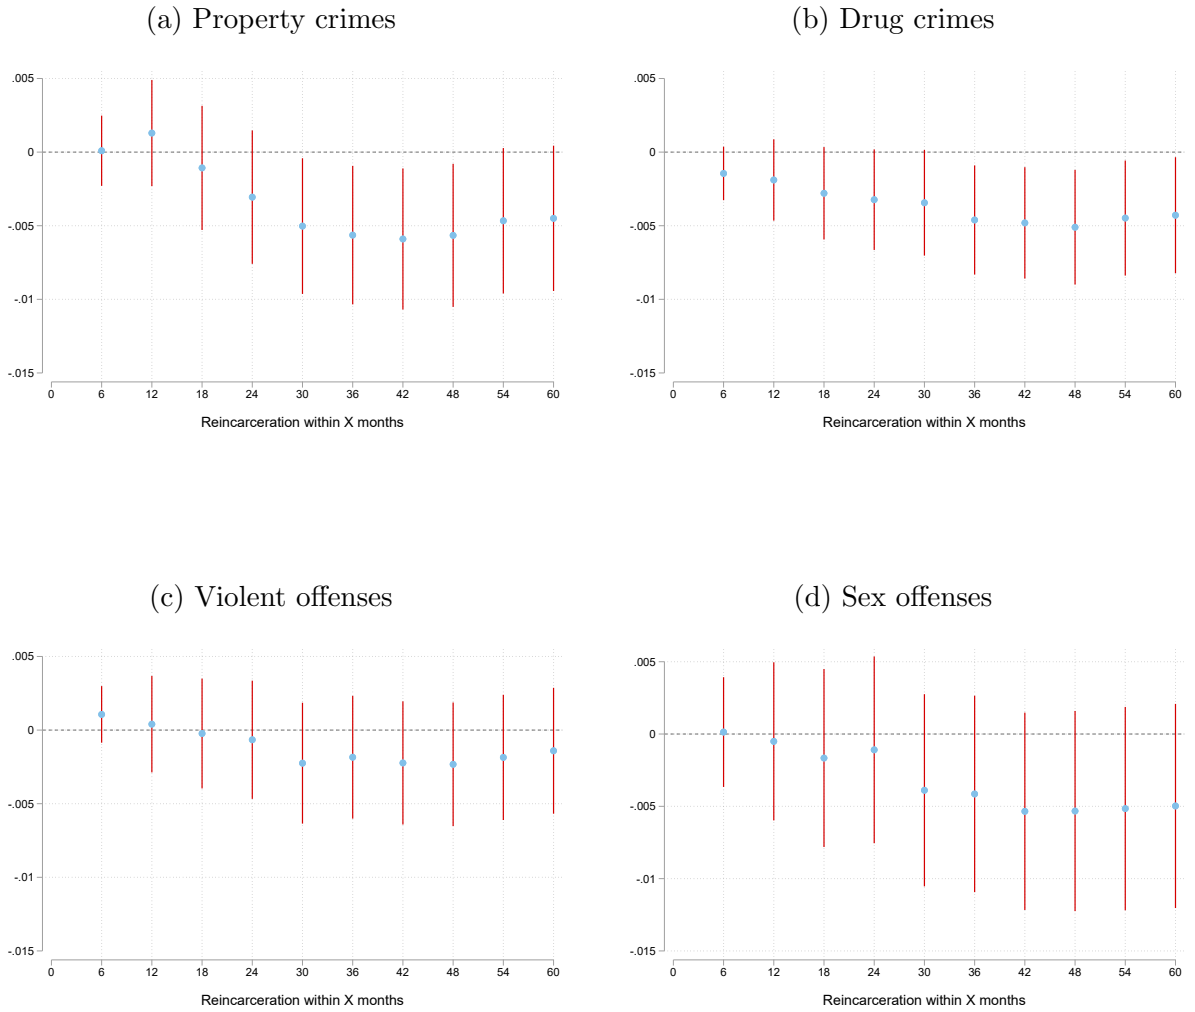 (a) Property crimes
.005
0
-.005
-.01
-.015
0 6 12 18 24 30 36 42 48 54 60
Reincarceration within X months
(b) Drug crimes
.005
0
-.005
-.01
-.015
0 6 12 18 24 30 36 42 48 54 60
Reincarceration within X months
(c) Violent offenses
.005
0
-.005
-.01
-.015
0 6 12 18 24 30 36 42 48 54 60
Reincarceration within X months
(d) Sex offenses
.005
0
-.005
-.01
-.015
0 6 12 18 24 30 36 42 48 54 60
Reincarceration within X months